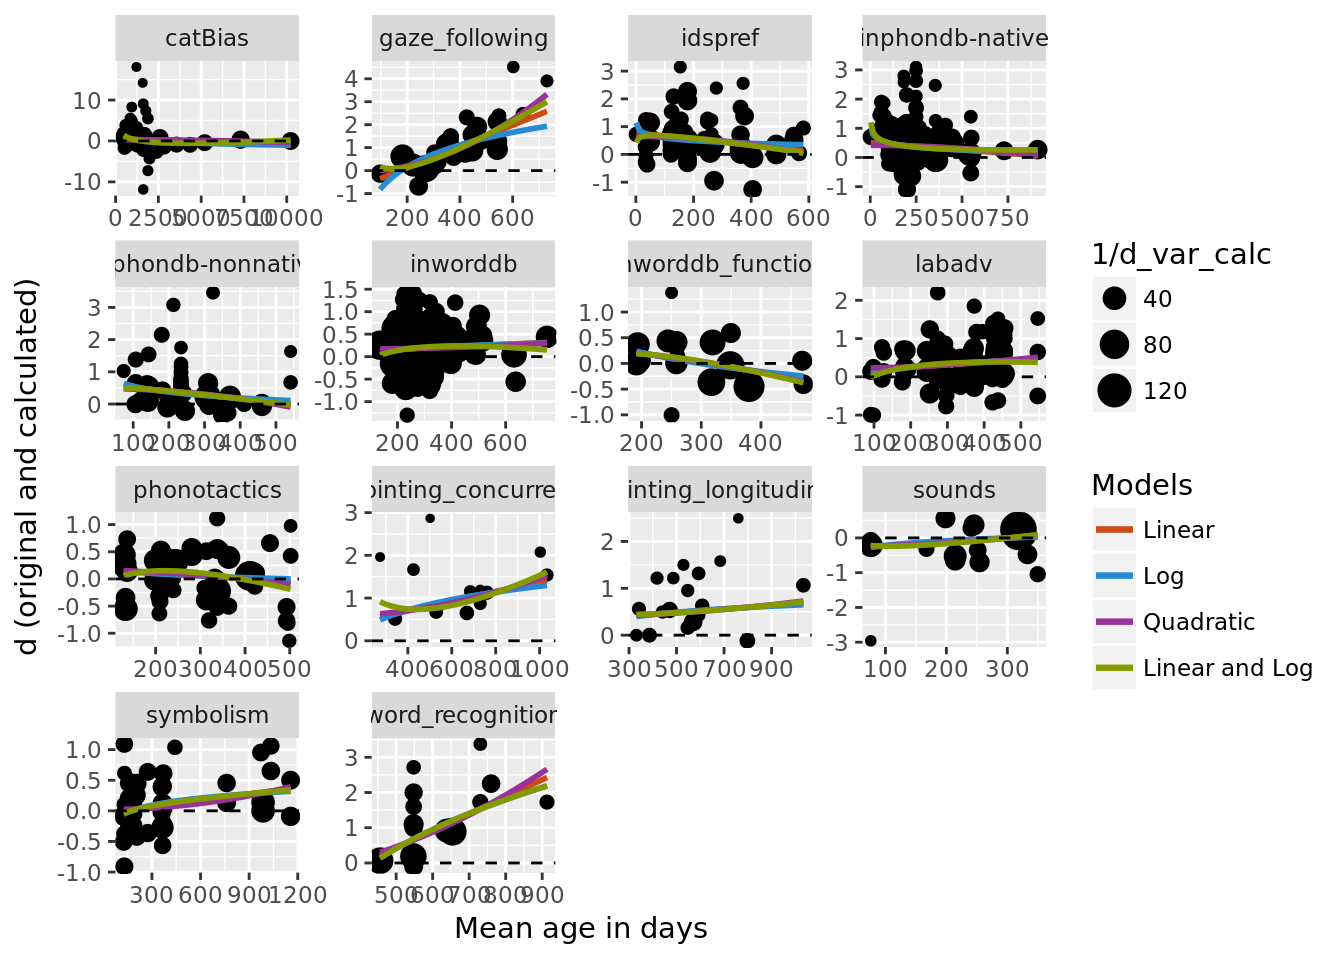 catBias gaze_following idspref inphondb-native
10 0 -10
4 3 2 1 0 -1
3 2 1 0 -1
3 2 1 0 -1
0 2500 5000 7500 10000
200 400 600
0 200 400 600
0 250 500 750
phondb-nonnativ inworddb nworddb_functio labadv
3 2 1 0
1.5 1.0 0.5 0.0 -0.5 -1.0
1.0 0.5 0.0 -0.5 -1.0
2 1 0 -1
100 200 300 400 500
200 400 600
200 300 400
100 200 300 400 500
phonotactics ointing_concurre inting_longitudin sounds
1.0 0.5 0.0 -0.5 -1.0
3 2 1 0
2 1 0
0 -1 -2 -3
200 300 400 500
400 600 800 1000
300 500 700 900
100 200 300
symbolism word_recognition
1.0 0.5 0.0 -0.5 -1.0
3 2 1 0
300 600 900 1200
500 600 700 800 900
Mean age in days
d (original and calculated)
1/d_var_calc
40
80
120
Models
Linear
Log
Quadratic
Linear and Log